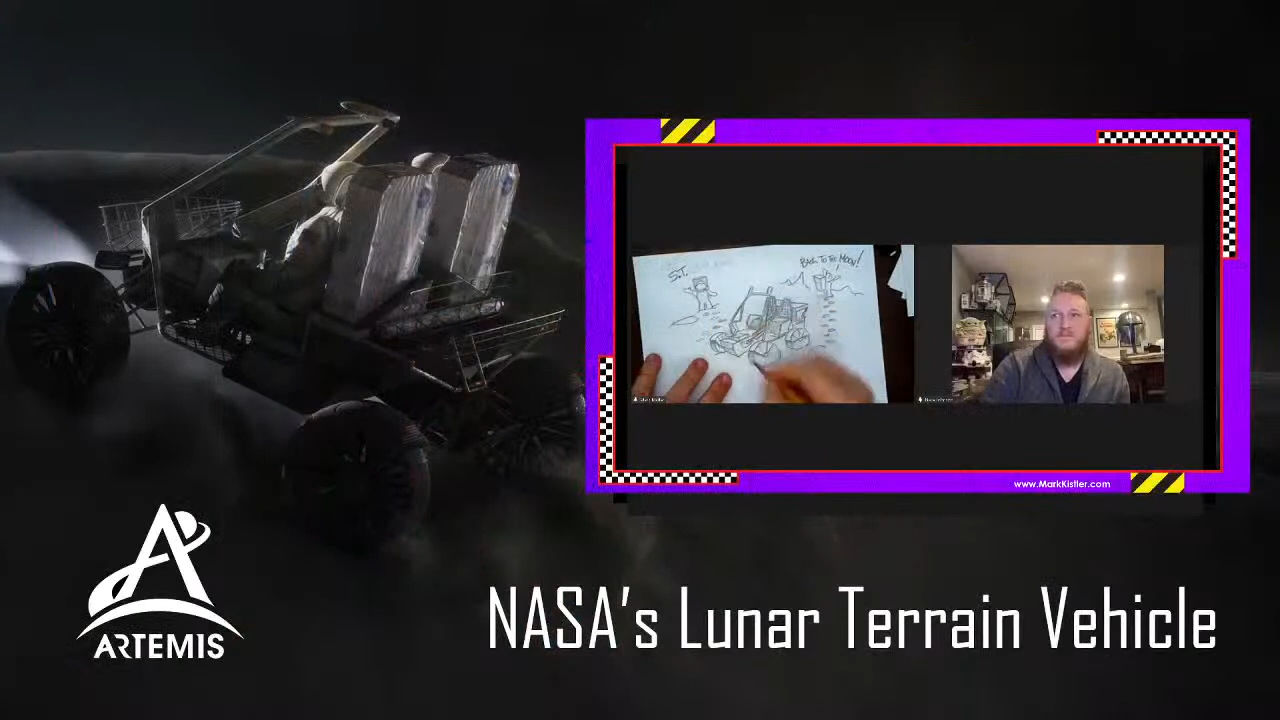 S.T.
BACK TO THE MOON!
www.MarkKistler.com
ARTEMIS
NASA's Lunar Terrain Vehicle